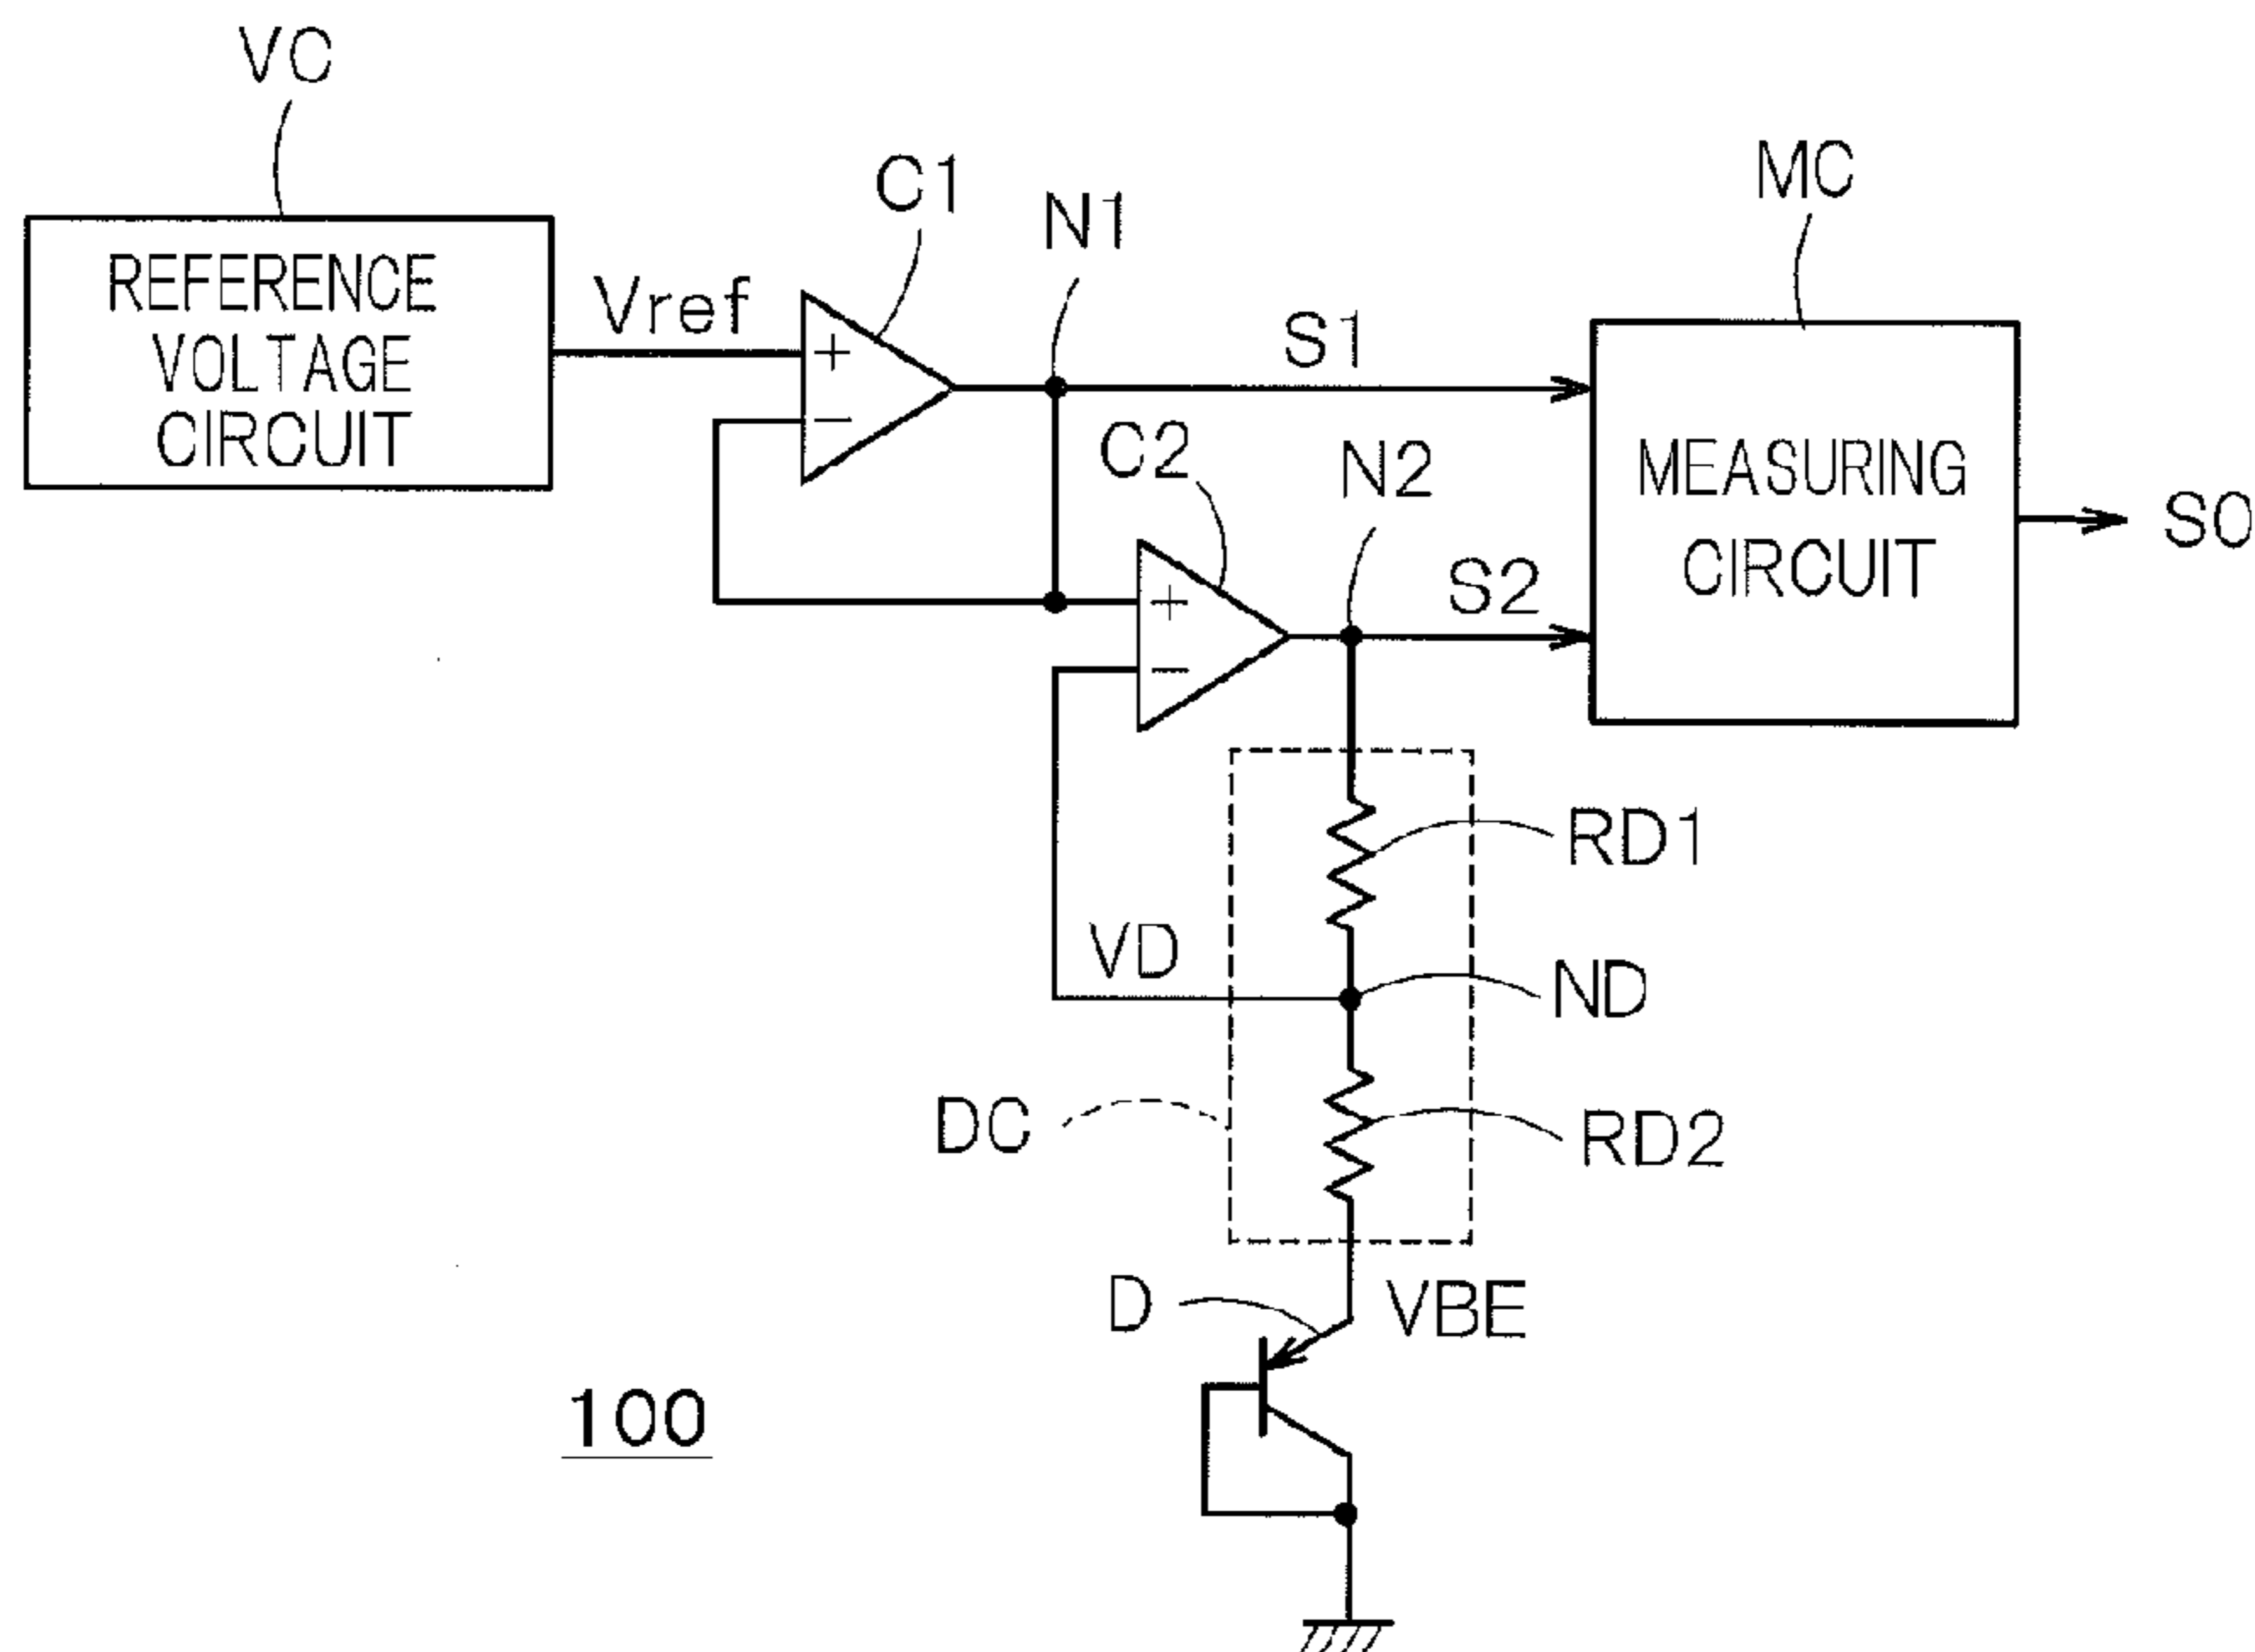 VC
C1
N1
MC
REFERENCE
VOLTAGE
CIRCUIT
Vref
+
−
S1
C2
N2
MEASURING
CIRCUIT
SO
+
−
S2
RD1
VD
ND
DC
RD2
D
VBE
100